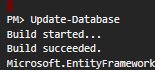 PM> Update-Database
Build started...
Build succeeded.
Microsoft.EntityFramework